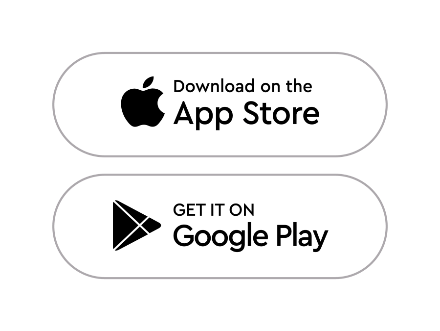 Download on the
App Store
GET IT ON
Google Play